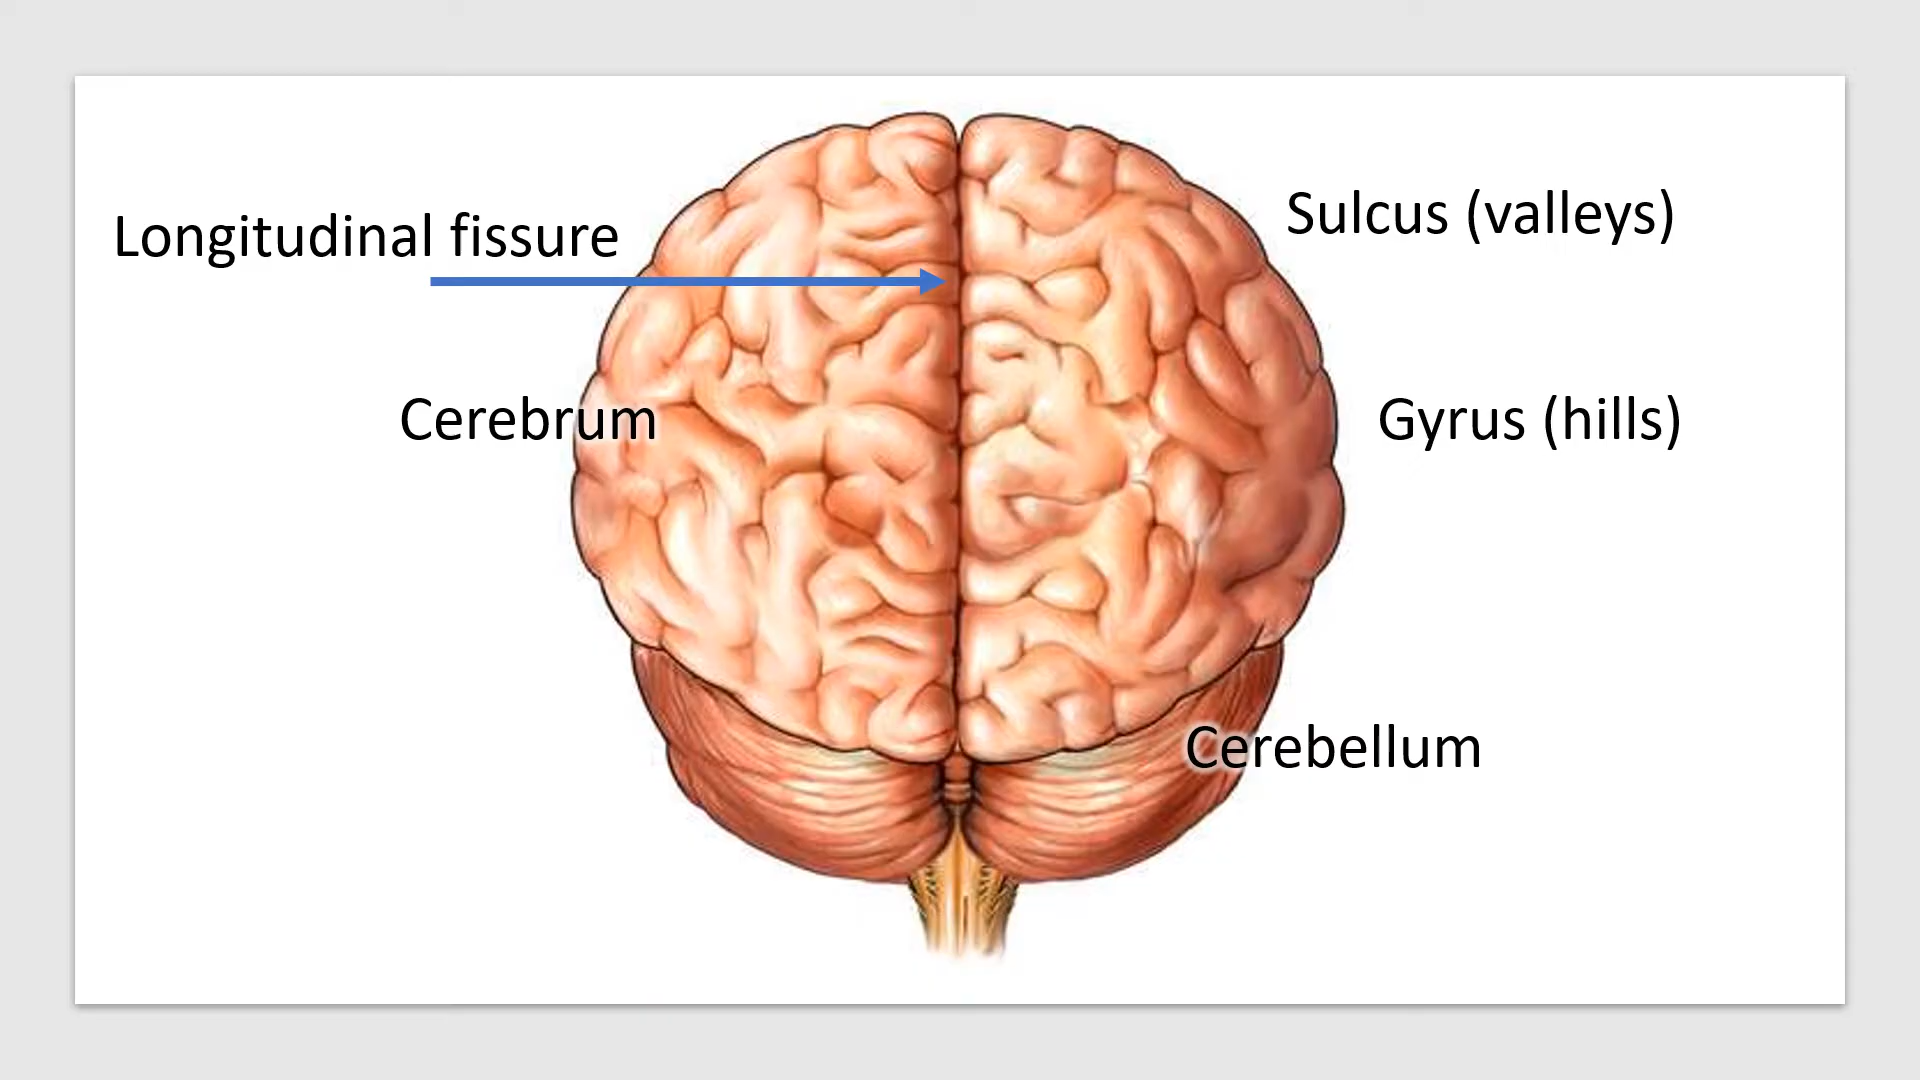 Longitudinal fissure
Sulcus (valleys)
Cerebrum
Gyrus (hills)
Cerebellum